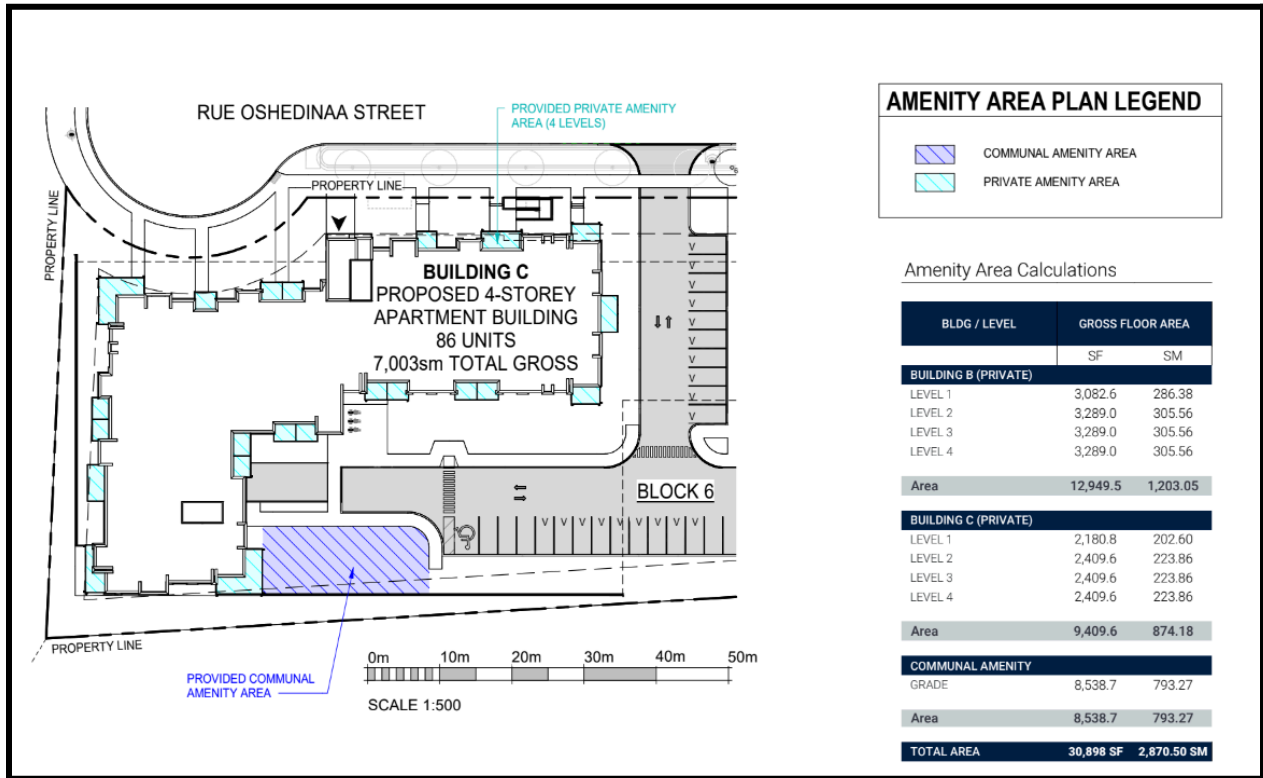 RUE OSHEDINAA STREET
PROVIDED PRIVATE AMENITY
AREA (4 LEVELS)
PROPERTY LINE
PROPERTY LINE
BUILDING C
PROPOSED 4-STOREY
APARTMENT BUILDING
86 UNITS
7,003sm TOTAL GROSS
V
V
V
V
V
V
V
V
V
V
BLOCK 6
V V V V V V V V V
PROPERTY LINE
PROVIDED COMMUNAL
AMENITY AREA
0m 10m 20m 30m 40m 50m
SCALE 1:500
AMENITY AREA PLAN LEGEND
COMMUNAL AMENITY AREA
PRIVATE AMENITY AREA
Amenity Area Calculations
BLDG / LEVEL GROSS FLOOR AREA
SF SM
BUILDING B (PRIVATE)
LEVEL 1 3,082.6 286.38
LEVEL 2 3,289.0 305.56
LEVEL 3 3,289.0 305.56
LEVEL 4 3,289.0 305.56
Area 12,949.5 1,203.05
BUILDING C (PRIVATE)
LEVEL 1 2,180.8 202.60
LEVEL 2 2,409.6 223.86
LEVEL 3 2,409.6 223.86
LEVEL 4 2,409.6 223.86
Area 9,409.6 874.18
COMMUNAL AMENITY
GRADE 8,538.7 793.27
Area 8,538.7 793.27
TOTAL AREA 30,898 SF 2,870.50 SM